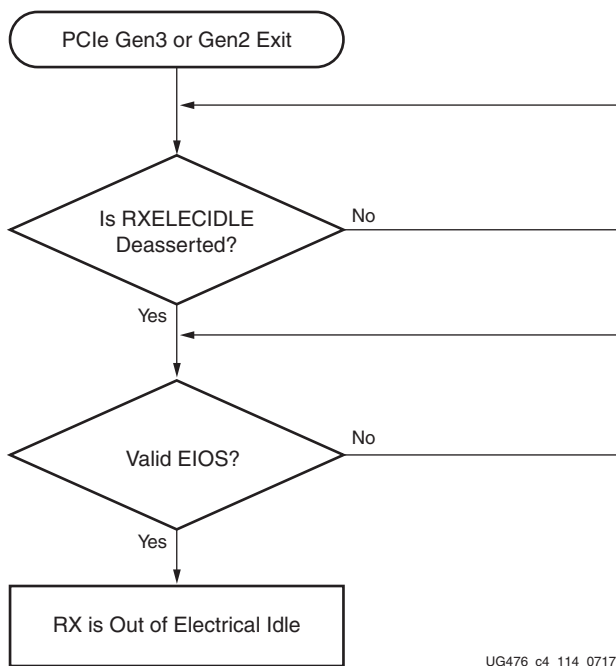 PCIe Gen3 or Gen2 Exit
Is RXELECIDLE
Deasserted?
No
Yes
Valid EIOS?
No
Yes
RX is Out of Electrical Idle
UG476_c4_114_0717